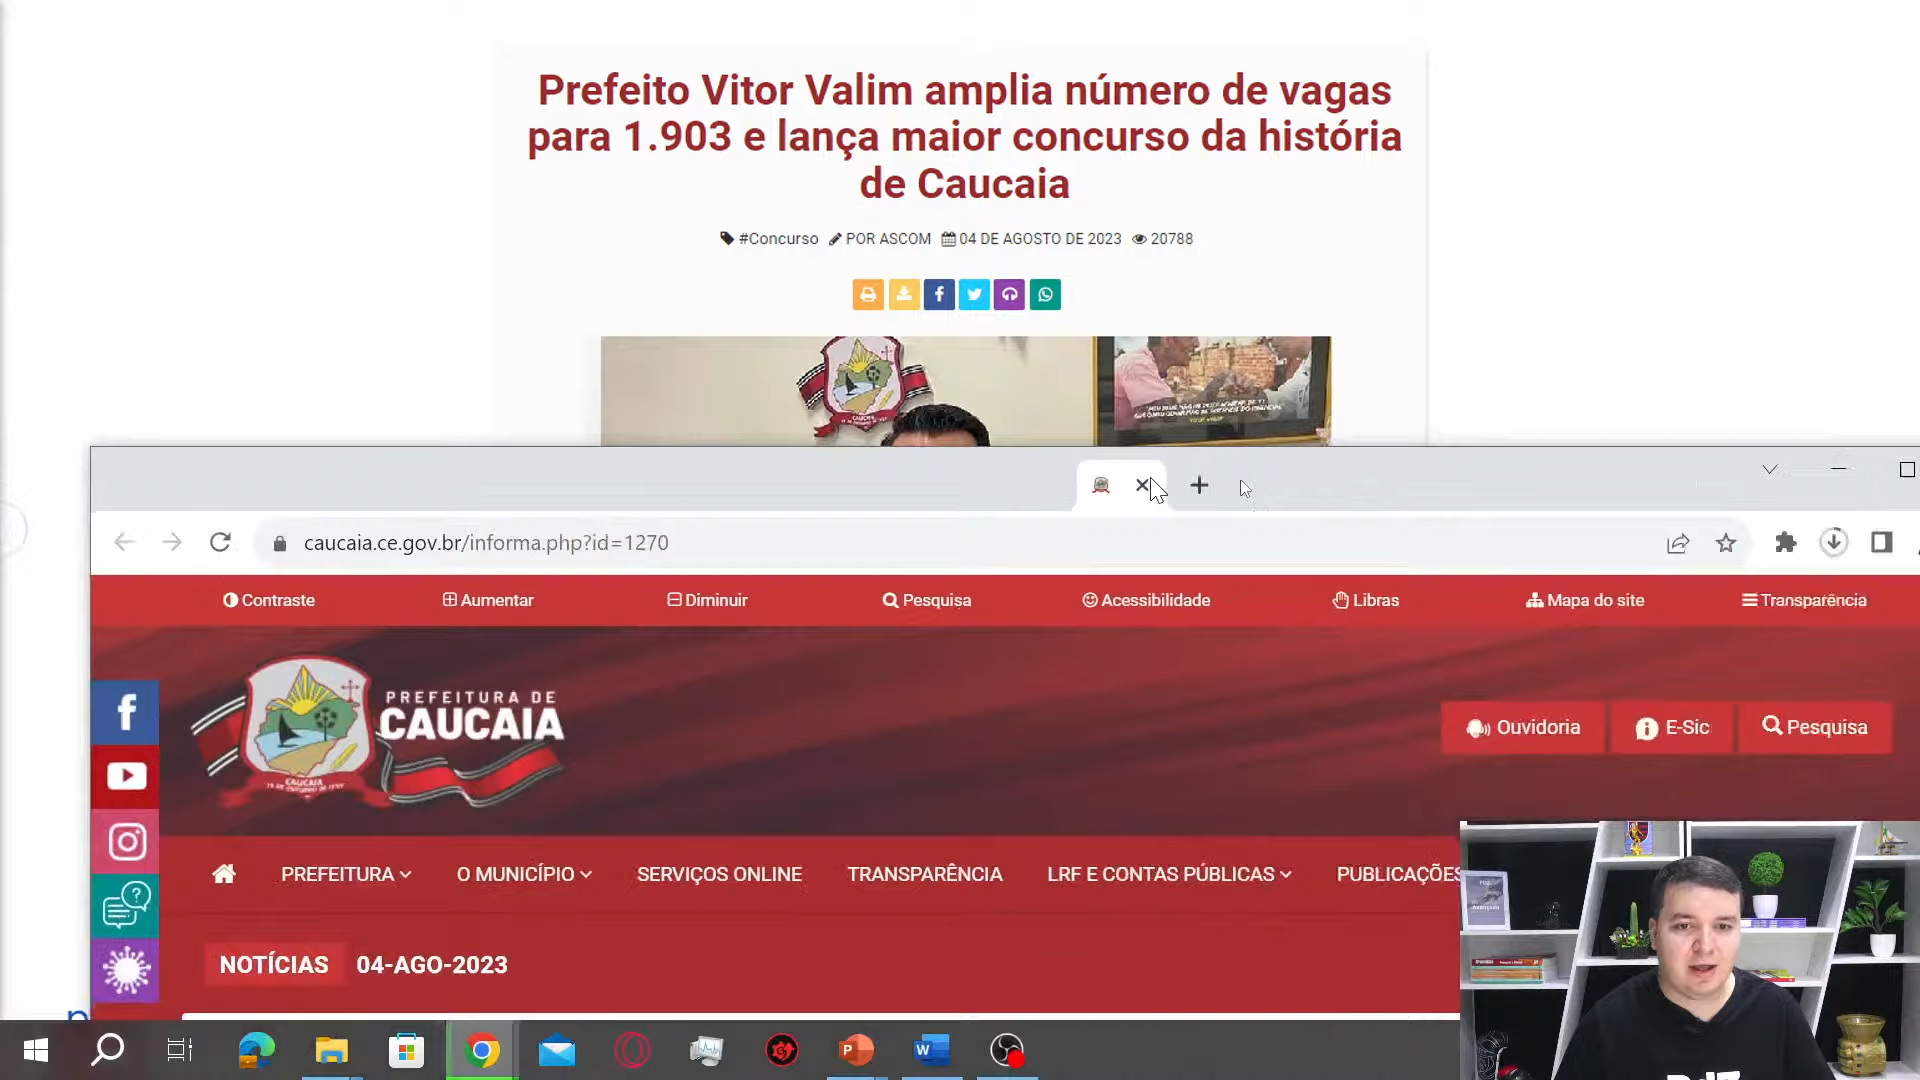 Prefeito Vitor Valim amplia número de vagas
para 1.903 e lança maior concurso da história
de Caucaia
#Concurso POR ASCOM 04 DE AGOSTO DE 2023 20788
caucaia.ce.gov.br/informa.php?id=1270
Contraste Aumentar Diminuir Pesquisa Acessibilidade Libras Mapa do site Transparência
PREFEITURA DE
CAUCAIA
CAUCAIA
Ouvidoria E-Sic Pesquisa
PREFEITURA O MUNICÍPIO SERVIÇOS ONLINE TRANSPARÊNCIA LRF E CONTAS PÚBLICAS PUBLICAÇÕES
NOTÍCIAS 04-AGO-2023